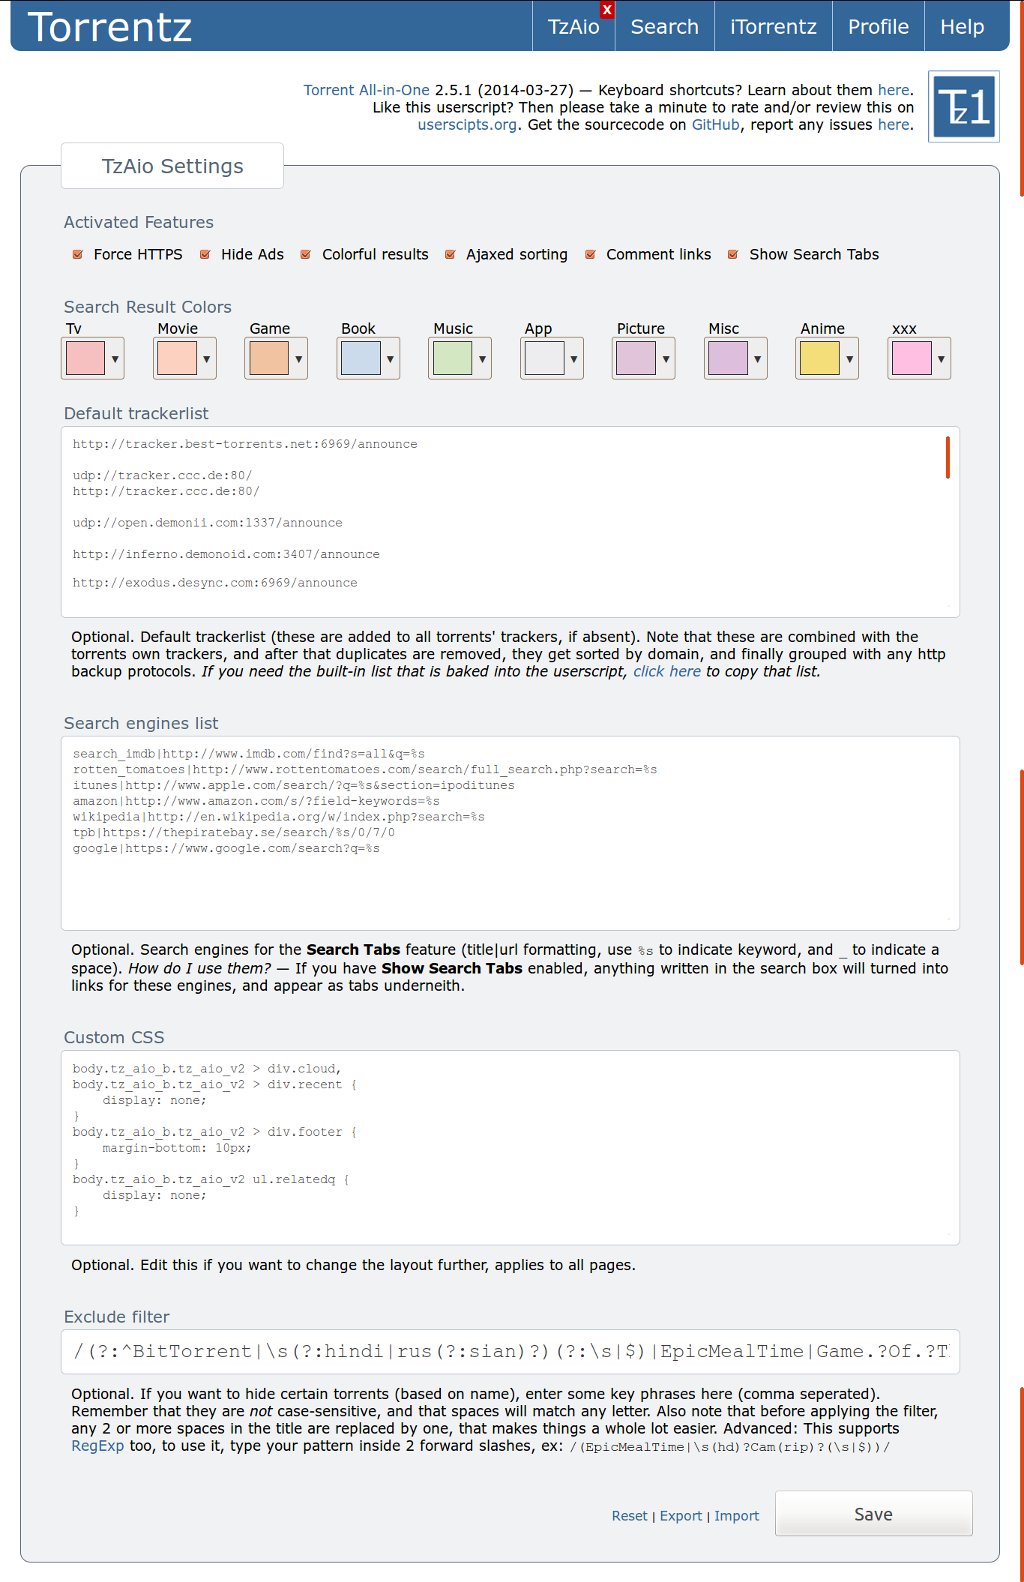 Torrentz
TzAio X Search iTorrentz Profile Help
Torrent All-in-One 2.5.1 (2014-03-27) — Keyboard shortcuts? Learn about them here.
Like this userscript? Then please take a minute to rate and/or review this on
userscipts.org. Get the sourcecode on GitHub, report any issues here.
Tz1
TzAio Settings
Activated Features
Force HTTPS Hide Ads Colorful results Ajaxed sorting Comment links Show Search Tabs
Search Result Colors
Tv Movie Game Book Music App Picture Misc Anime xxx
Default trackerlist
http://tracker.best-torrents.net:6969/announce
udp://tracker.ccc.de:80/
http://tracker.ccc.de:80/
udp://open.demonii.com:1337/announce
http://inferno.demonoid.com:3407/announce
http://exodus.desync.com:6969/announce
Optional. Default trackerlist (these are added to all torrents' trackers, if absent). Note that these are combined with the
torrents own trackers, and after that duplicates are removed, they get sorted by domain, and finally grouped with any http
backup protocols. If you need the built-in list that is baked into the userscript, click here to copy that list.
Search engines list
search_imdb|http://www.imdb.com/find?s=all&q=%s
rotten_tomatoes|http://www.rottentomatoes.com/search/full_search.php?search=%s
itunes|http://www.apple.com/search/?q=%s&section=ipoditunes
amazon|http://www.amazon.com/s/?field-keywords=%s
wikipedia|http://en.wikipedia.org/w/index.php?search=%s
tpb|https://thepiratebay.se/search/%s/0/7/0
google|https://www.google.com/search?q=%s
Optional. Search engines for the Search Tabs feature (title|url formatting, use %s to indicate keyword, and _ to indicate a
space). How do I use them? — If you have Show Search Tabs enabled, anything written in the search box will turned into
links for these engines, and appear as tabs underneith.
Custom CSS
body.tz_aio_b.tz_aio_v2 > div.cloud,
body.tz_aio_b.tz_aio_v2 > div.recent {
display: none;
}
body.tz_aio_b.tz_aio_v2 > div.footer {
margin-bottom: 10px;
}
body.tz_aio_b.tz_aio_v2 ul.relatedq {
display: none;
}
Optional. Edit this if you want to change the layout further, applies to all pages.
Exclude filter
/(?:^BitTorrent|\s(?:hindi|rus(?:sian)?)(?:\s|$)|EpicMealTime|Game.?Of.?T
Optional. If you want to hide certain torrents (based on name), enter some key phrases here (comma seperated).
Remember that they are not case-sensitive, and that spaces will match any letter. Also note that before applying the filter,
any 2 or more spaces in the title are replaced by one, that makes things a whole lot easier. Advanced: This supports
RegExp too, to use it, type your pattern inside 2 forward slashes, ex: /(EpicMealTime|\s(hd)?Cam(rip)?(\s|$))/
Reset | Export | Import Save